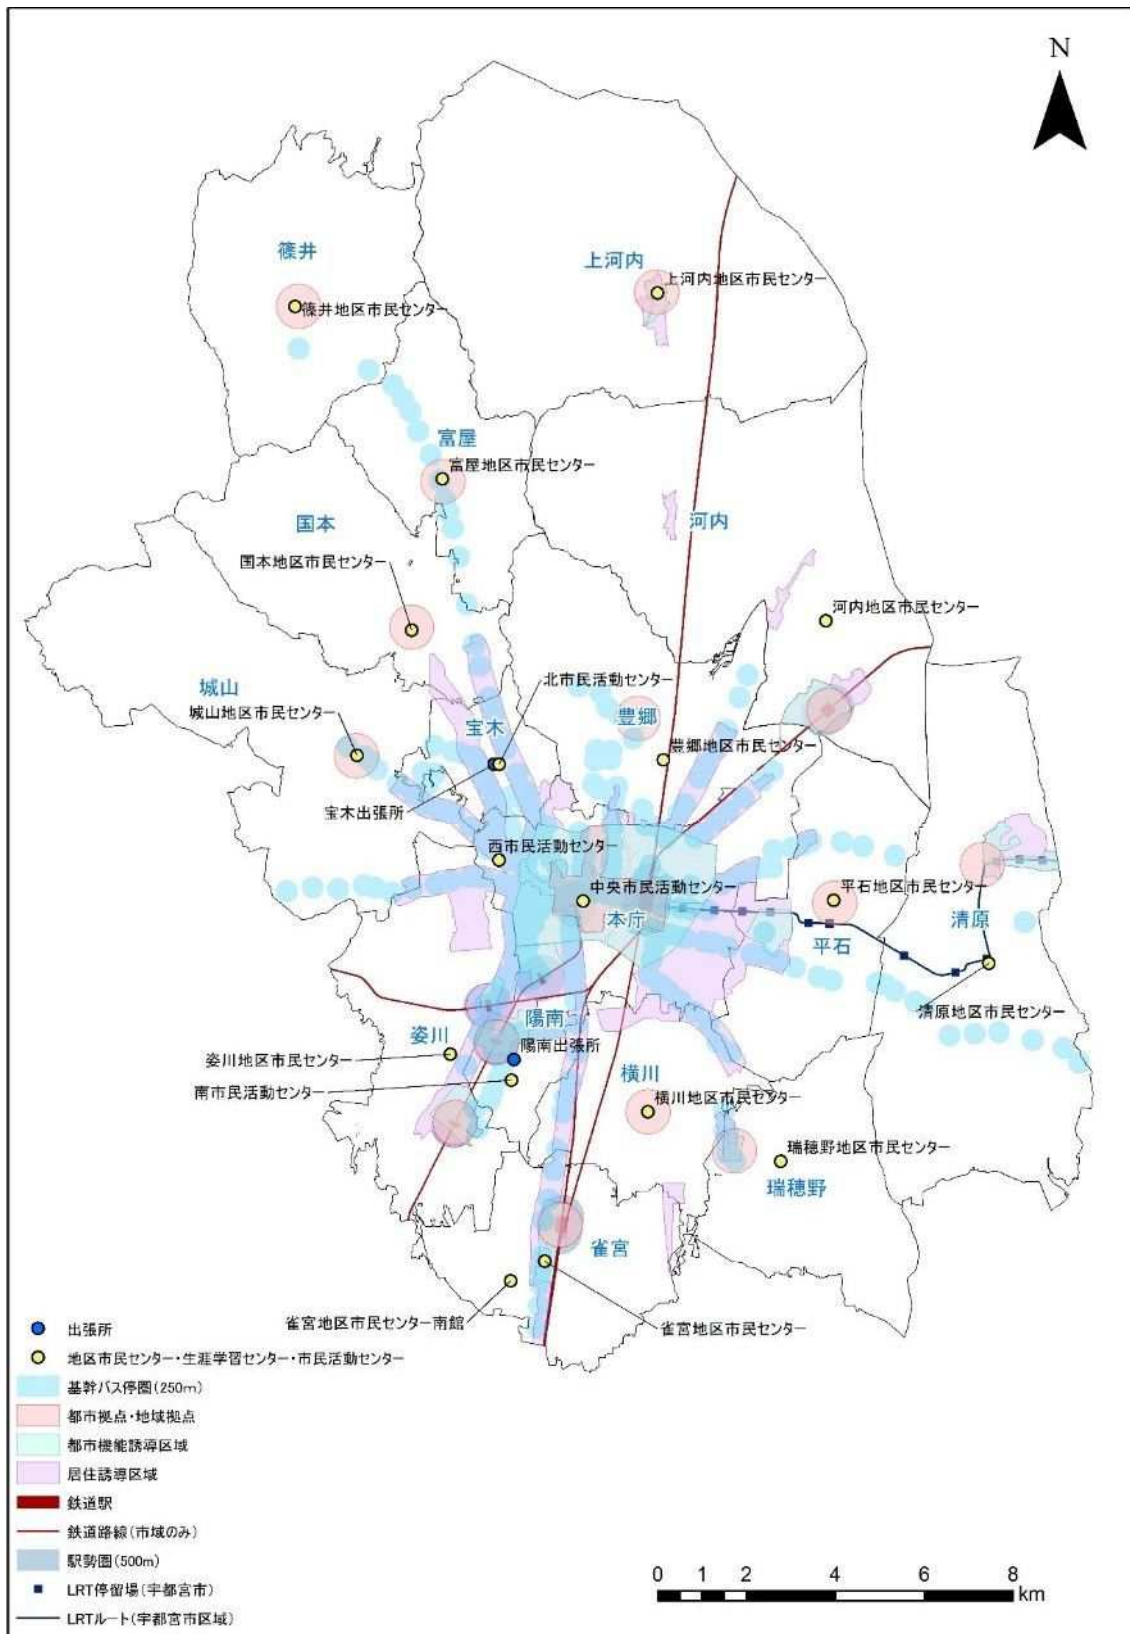 N
篠井
上河内
上河内地区市民センター
篠井地区市民センター
富屋
富屋地区市民センター
国本
河内
国本地区市民センター
河内地区市民センター
城山
北市民活動センター
城山地区市民センター
宝木
豊郷
豊郷地区市民センター
宝木出張所
西市民活動センター
中央市民活動センター
平石地区市民センター
本庁
清原
平石
清原地区市民センター
陽南
姿川
陽南出張所
姿川地区市民センター
横川
南市民活動センター
横川地区市民センター
瑞穂野地区市民センター
瑞穂野
雀宮
雀宮地区市民センター南館
雀宮地区市民センター
出張所
地区市民センター・生涯学習センター・市民活動センター
基幹バス停圏(250m)
都市拠点・地域拠点
都市機能誘導区域
居住誘導区域
鉄道駅
鉄道路線(市域のみ)
駅勢圏(500m)
LRT停留場(宇都宮市)
LRTルート(宇都宮市区域)
0 1 2 4 6 8
km